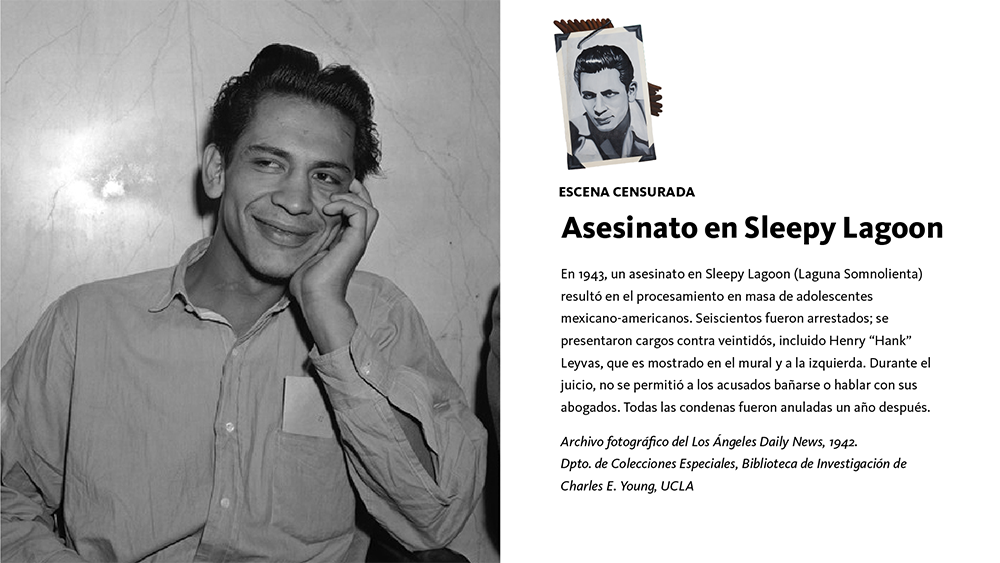 ESCENA CENSURADA
Asesinato en Sleepy Lagoon
En 1943, un asesinato en Sleepy Lagoon (Laguna Somnolienta)
resultó en el procesamiento en masa de adolescentes
mexicano-americanos. Seiscientos fueron arrestados; se
presentaron cargos contra veintidós, incluido Henry “Hank”
Leyvas, que es mostrado en el mural y a la izquierda. Durante el
juicio, no se permitió a los acusados bañarse o hablar con sus
abogados. Todas las condenas fueron anuladas un año después.
Archivo fotográfico del Los Ángeles Daily News, 1942.
Dpto. de Colecciones Especiales, Biblioteca de Investigación de
Charles E. Young, UCLA